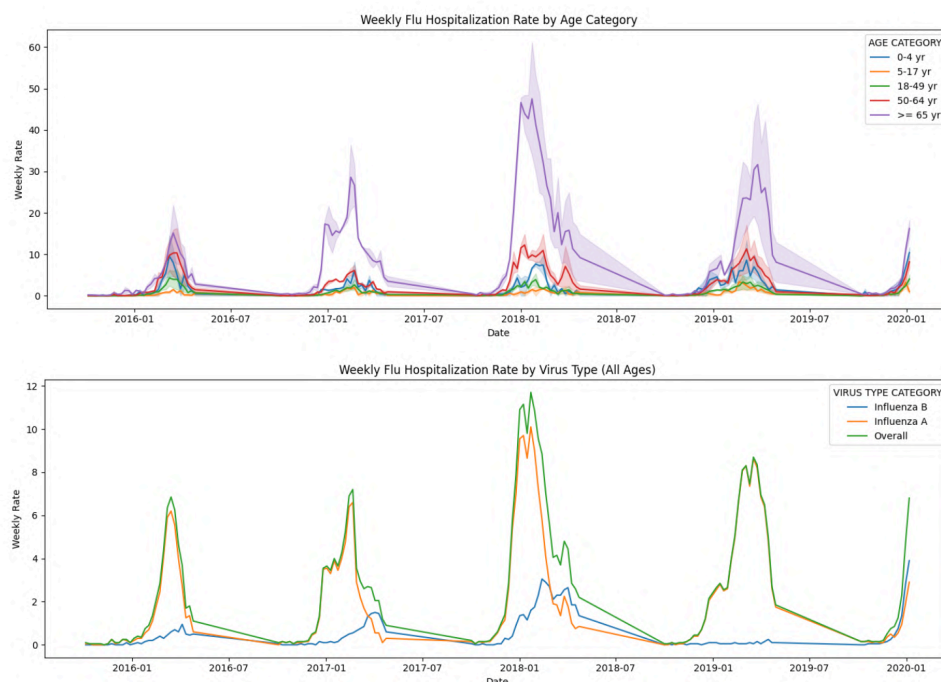 Weekly Flu Hospitalization Rate by Age Category
60
50
40
30
20
10
0
Weekly Rate
AGE CATEGORY
0-4 yr
5-17 yr
18-49 yr
50-64 yr
>= 65 yr
2016-01 2016-07 2017-01 2017-07 2018-01 2018-07 2019-01 2019-07 2020-01
Date
Weekly Flu Hospitalization Rate by Virus Type (All Ages)
12
10
8
6
4
2
0
Weekly Rate
VIRUS TYPE CATEGORY
Influenza B
Influenza A
Overall
2016-01 2016-07 2017-01 2017-07 2018-01 2018-07 2019-01 2019-07 2020-01
Date